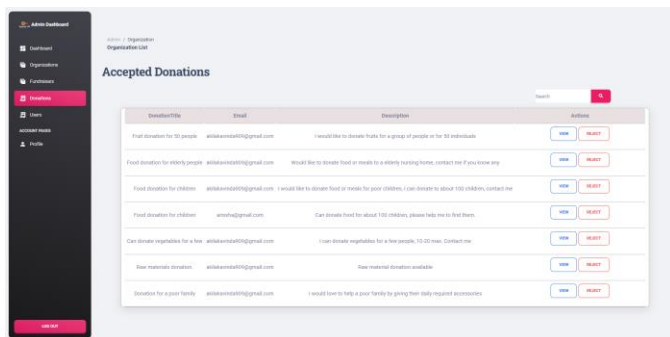 Admin Dashboard
Dashboard
Organizations
Fundraisers
Donations
Users
ACCOUNT PAGES
Profile
LOG OUT
Admin / Organization
Organization List
Accepted Donations
Search
DonationTitle Email Description Actions
Fruit donation for 50 people I would like to donate fruits for a group of people or for 50 individuals VIEW REJECT
Food donation for elderly people Would like to donate food or meals to a elderly nursing home, contact me if you know any VIEW REJECT
Food donation for children I would like to donate food or meals for poor children, I can donate to about 100 children, contact me VIEW REJECT
Food donation for children Can donate food for about 100 children, please help me to find them. VIEW REJECT
Can donate vegetables for a few I can donate vegetables for a few people, 10-20 max. Contact me VIEW REJECT
Raw materials donation Raw material donation available VIEW REJECT
Donation for a poor family I would love to help a poor family by giving their daily required accessories VIEW REJECT